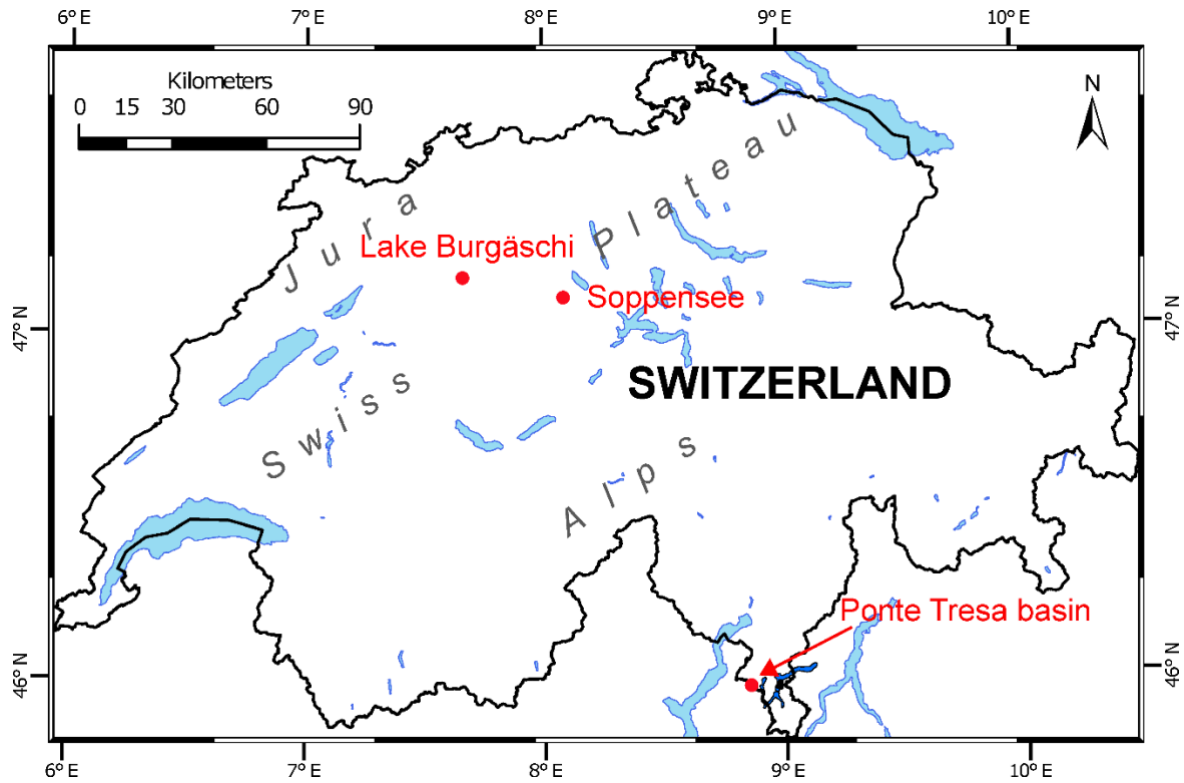 6° E 7° E 8° E 9° E 10° E
Kilometers
0 15 30 60 90
N
Jura
Plateau
Lake Burgäschi
Soppensee
47° N 47° N
SWITZERLAND
Swiss
Alps
Ponte Tresa basin
46° N 46° N
6° E 7° E 8° E 9° E 10° E